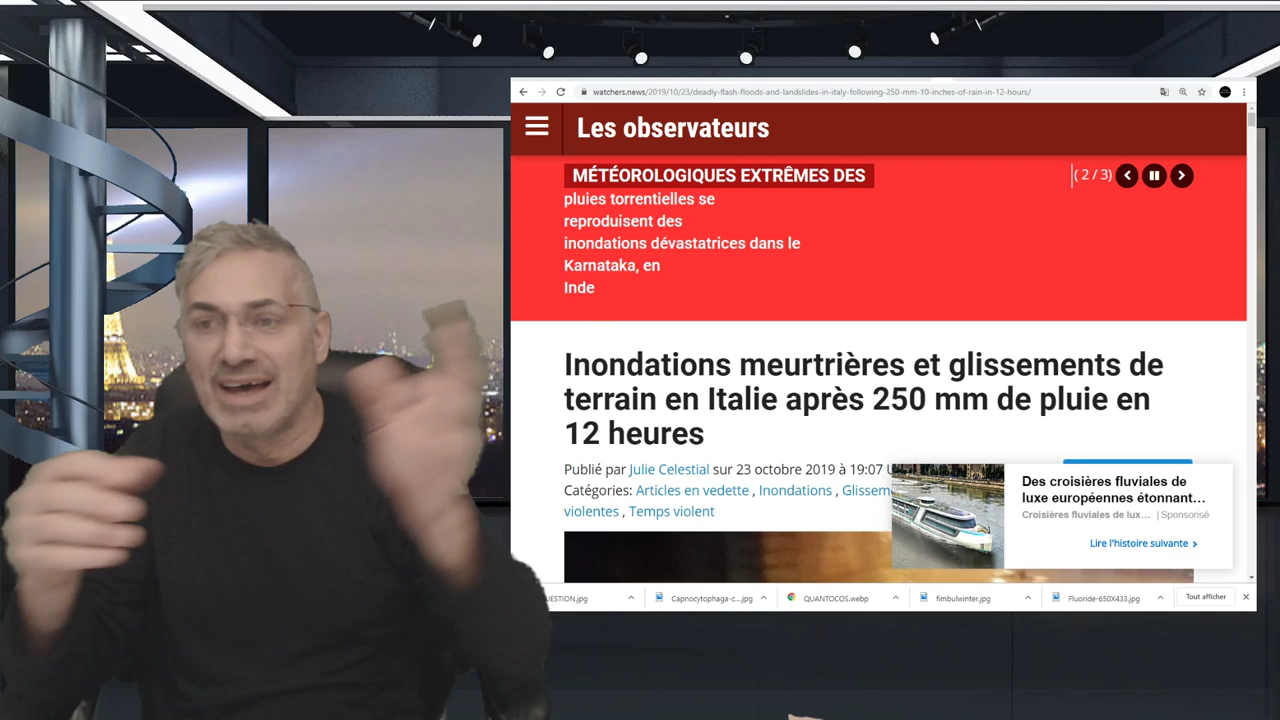 watchers.news/2019/10/23/deadly-flash-floods-and-landslides-in-italy-following-250-mm-10-inches-of-rain-in-12-hours/
Les observateurs
MÉTÉOROLOGIQUES EXTRÊMES DES
( 2 / 3)
pluies torrentielles se
reproduisent des
inondations dévastatrices dans le
Karnataka, en
Inde
Inondations meurtrières et glissements de
terrain en Italie après 250 mm de pluie en
12 heures
Publié par Julie Celestial sur 23 octobre 2019 à 19:07
Catégories: Articles en vedette , Inondations , Glissem
violentes , Temps violent
Des croisières fluviales de
luxe européennes étonnant...
Croisières fluviales de lux... | Sponsorisé
Lire l'histoire suivante
UESTION.jpg
Capnocytophaga-c....jpg
QUANTOCOS.webp
fimbulwinter.jpg
Fluoride-650X433.jpg
Tout afficher